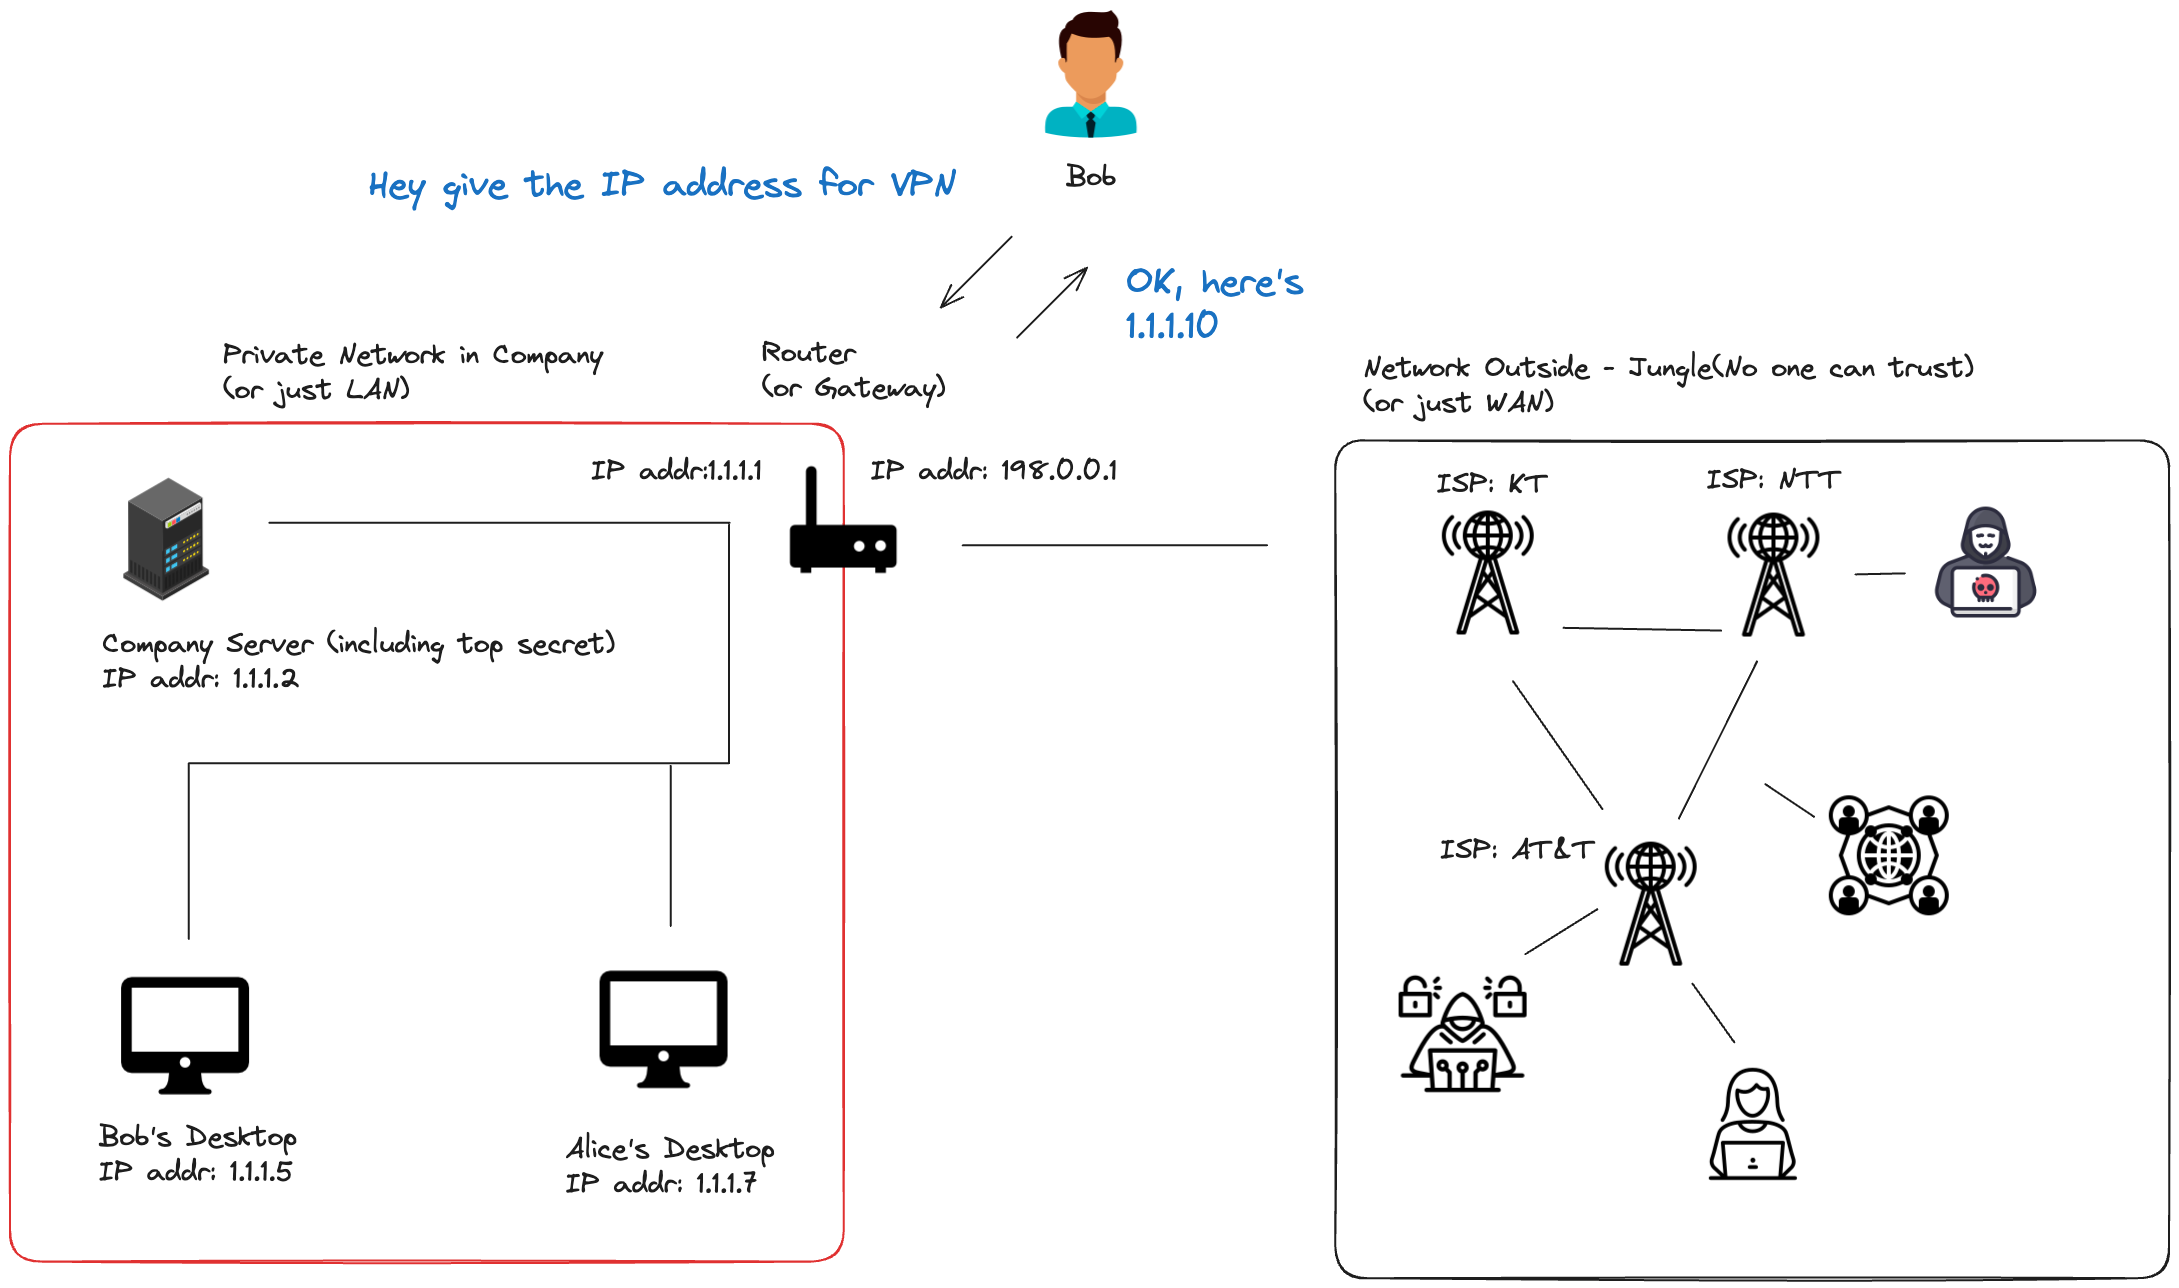 Bob
Hey give the IP address for VPN
OK, here's
1.1.1.10
Private Network in Company
(or just LAN)
Router
(or Gateway)
Network Outside - Jungle(No one can trust)
(or just WAN)
IP addr:1.1.1.1
IP addr: 198.0.0.1
ISP: KT
ISP: NTT
Company Server (including top secret)
IP addr: 1.1.1.2
ISP: AT&T
Bob's Desktop
IP addr: 1.1.1.5
Alice's Desktop
IP addr: 1.1.1.7